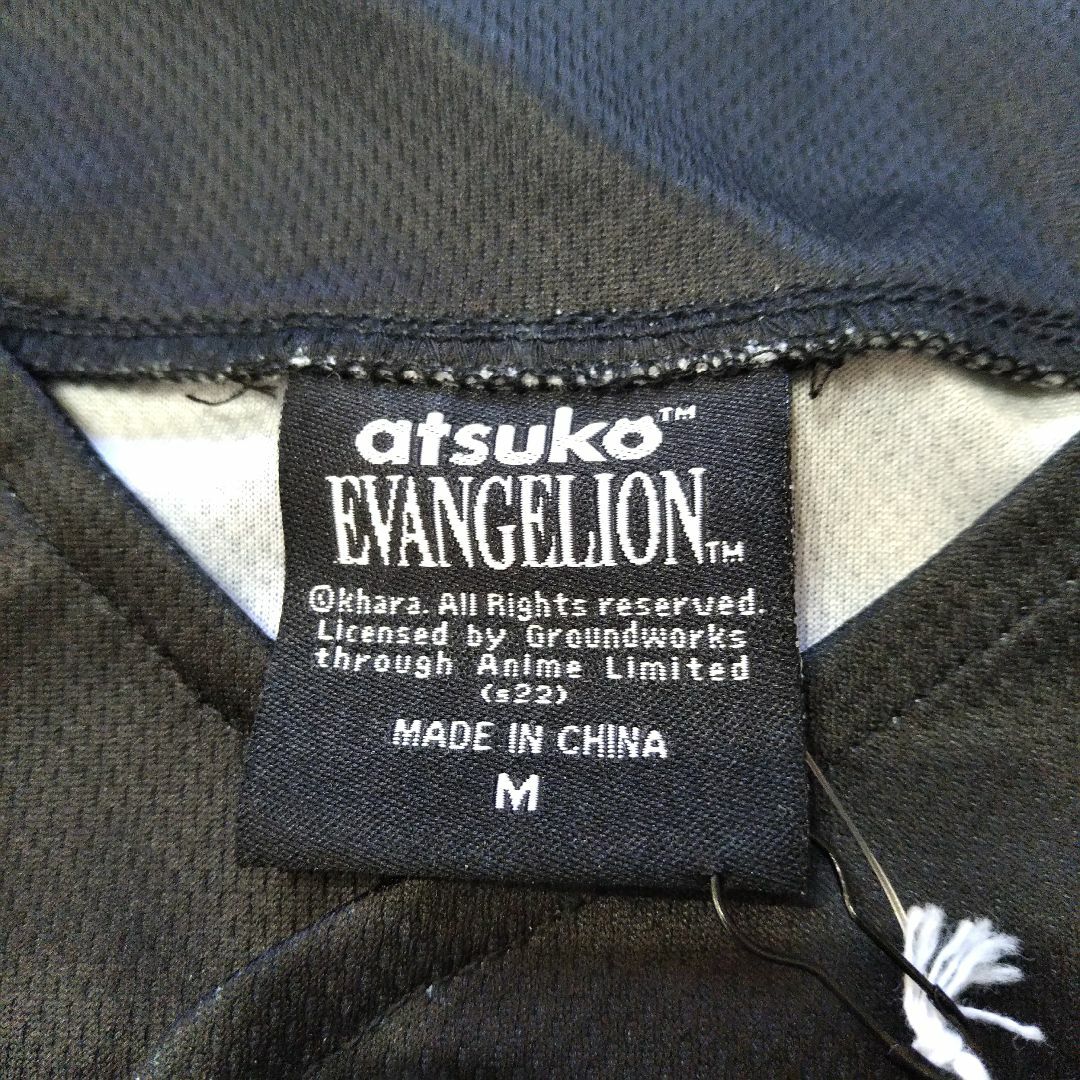 atsuko™
EVANGELION™
©khara. All Rights reserved.
Licensed by Groundworks
through Anime Limited
(s22)
MADE IN CHINA
M